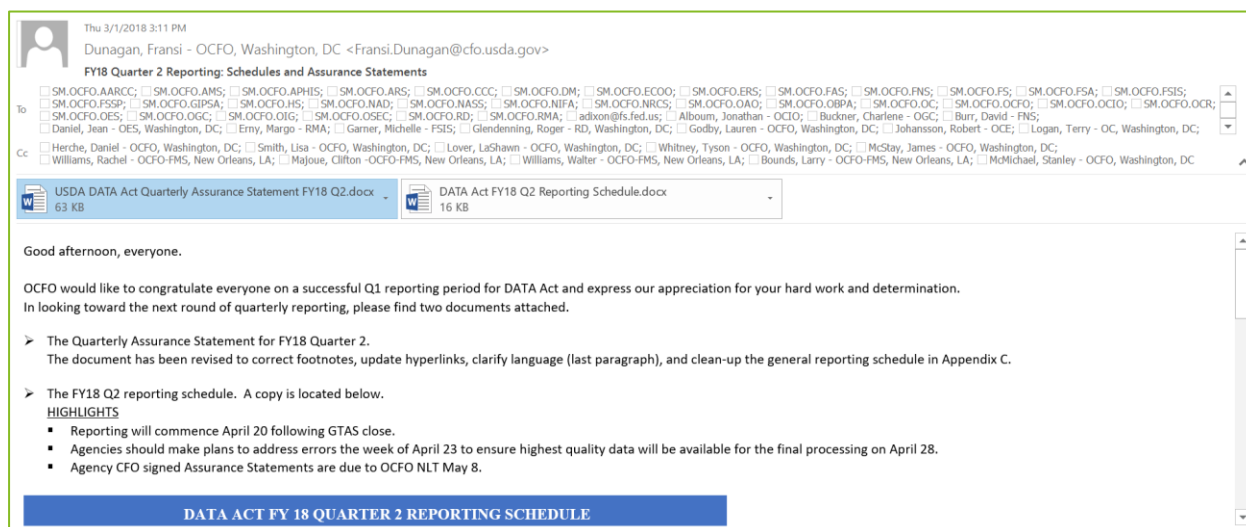 Thu 3/1/2018 3:11 PM
Dunagan, Fransi - OCFO, Washington, DC <Fransi.Dunagan@cfo.usda.gov>
FY18 Quarter 2 Reporting: Schedules and Assurance Statements
To
SM.OCFO.AARCC; SM.OCFO.AMS; SM.OCFO.APHIS; SM.OCFO.ARS; SM.OCFO.CCC; SM.OCFO.DM; SM.OCFO.ECOO; SM.OCFO.ERS; SM.OCFO.FAS; SM.OCFO.FNS; SM.OCFO.FS; SM.OCFO.FSA; SM.OCFO.FSIS;
SM.OCFO.FSSP; SM.OCFO.GIPSA; SM.OCFO.HS; SM.OCFO.NAD; SM.OCFO.NASS; SM.OCFO.NIFA; SM.OCFO.NRCS; SM.OCFO.OAO; SM.OCFO.OBPA; SM.OCFO.OC; SM.OCFO.OCFO; SM.OCFO.OCIO; SM.OCFO.OCR;
SM.OCFO.OES; SM.OCFO.OGC; SM.OCFO.OIG; SM.OCFO.OSEC; SM.OCFO.RD; SM.OCFO.RMA; adixon@fs.fed.us; Alboum, Jonathan - OCIO; Buckner, Charlene - OGC; Burr, David - FNS;
Daniel, Jean - OES, Washington, DC; Erny, Margo - RMA; Garner, Michelle - FSIS; Glendenning, Roger - RD, Washington, DC; Godby, Lauren - OCFO, Washington, DC; Johansson, Robert - OCE; Logan, Terry - OC, Washington, DC;
Cc
Herche, Daniel - OCFO, Washington, DC; Smith, Lisa - OCFO, Washington, DC; Lover, LaShawn - OCFO, Washington, DC; Whitney, Tyson - OCFO, Washington, DC; McStay, James - OCFO, Washington, DC;
Williams, Rachel - OCFO-FMS, New Orleans, LA; Majoue, Clifton -OCFO-FMS, New Orleans, LA; Williams, Walter - OCFO-FMS, New Orleans, LA; Bounds, Larry - OCFO-FMS, New Orleans, LA; McMichael, Stanley - OCFO, Washington, DC
USDA DATA Act Quarterly Assurance Statement FY18 Q2.docx
63 KB
DATA Act FY18 Q2 Reporting Schedule.docx
16 KB
Good afternoon, everyone.
OCFO would like to congratulate everyone on a successful Q1 reporting period for DATA Act and express our appreciation for your hard work and determination.
In looking toward the next round of quarterly reporting, please find two documents attached.
➢ The Quarterly Assurance Statement for FY18 Quarter 2.
The document has been revised to correct footnotes, update hyperlinks, clarify language (last paragraph), and clean-up the general reporting schedule in Appendix C.
➢ The FY18 Q2 reporting schedule. A copy is located below.
HIGHLIGHTS
▪ Reporting will commence April 20 following GTAS close.
▪ Agencies should make plans to address errors the week of April 23 to ensure highest quality data will be available for the final processing on April 28.
▪ Agency CFO signed Assurance Statements are due to OCFO NLT May 8.
DATA ACT FY 18 QUARTER 2 REPORTING SCHEDULE